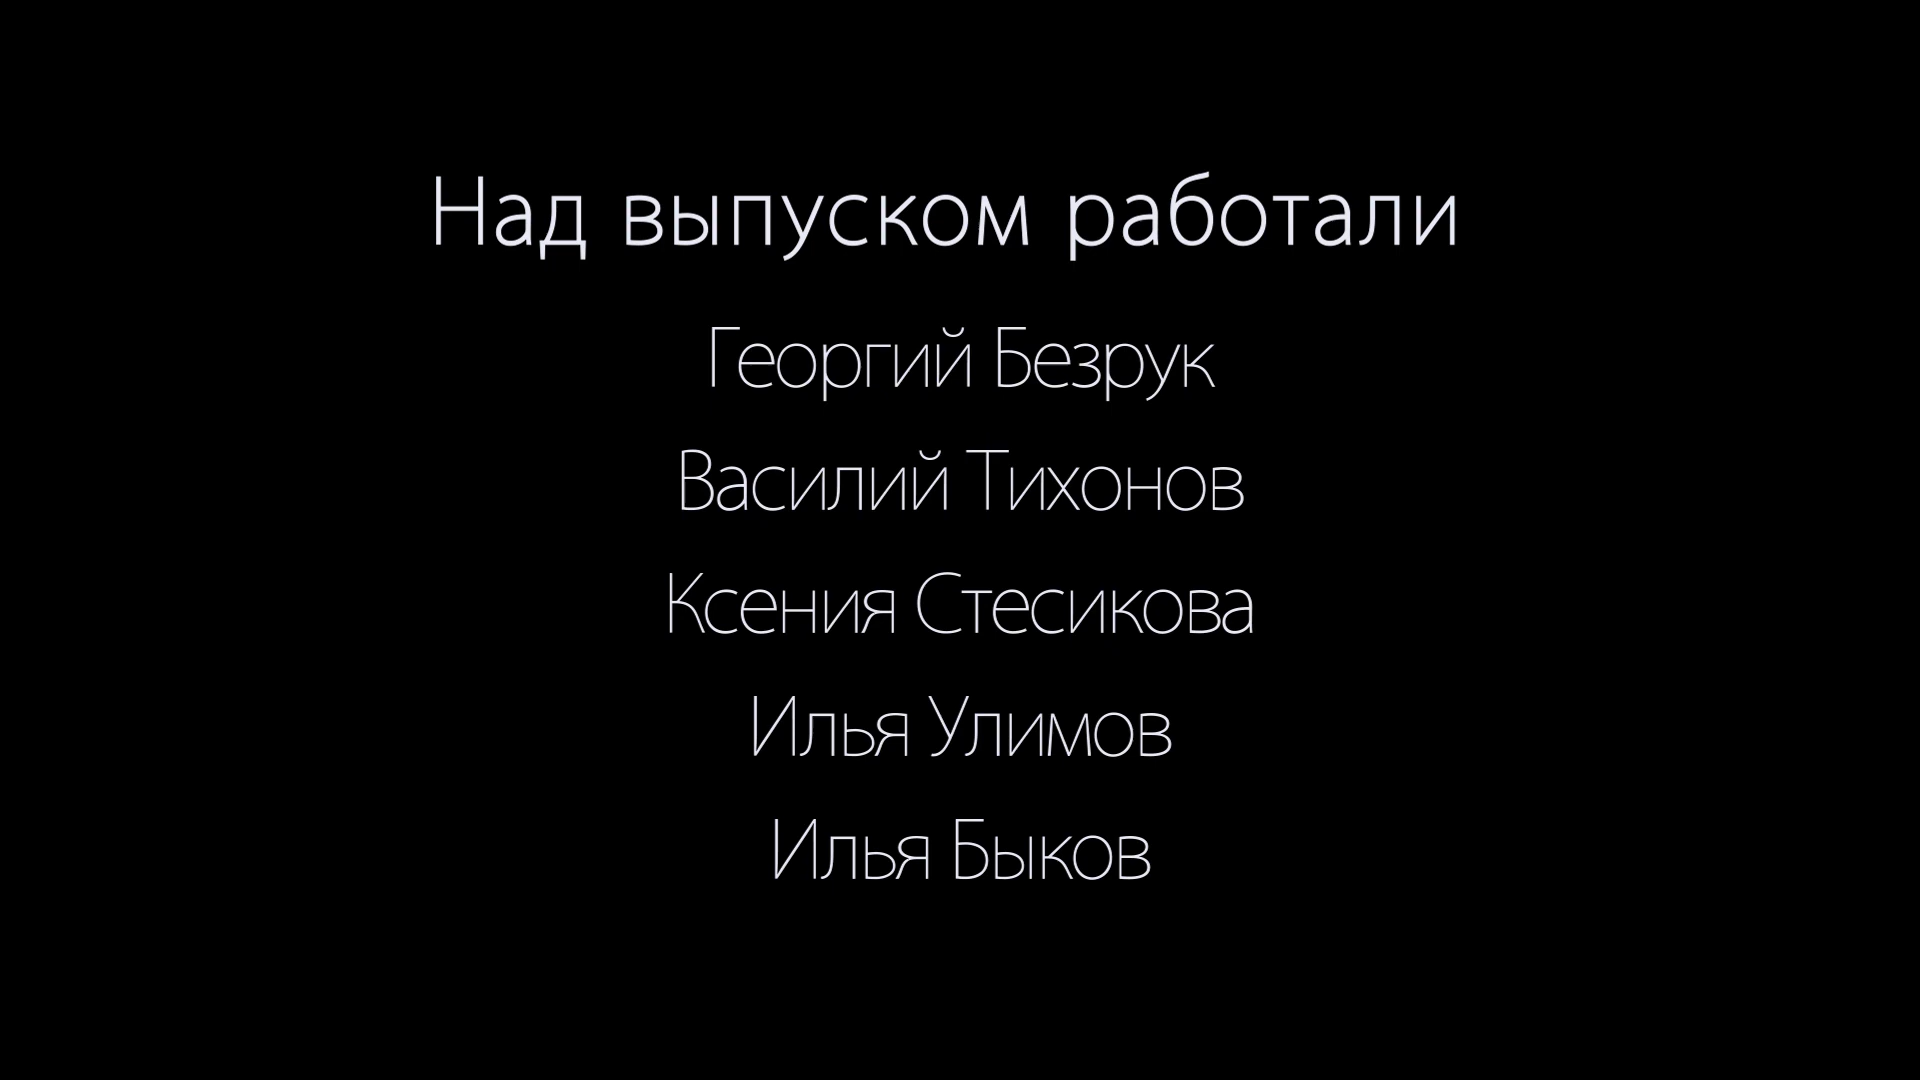 Над выпуском работали
Георгий Безрук
Василий Тихонов
Ксения Стесикова
Илья Улимов
Илья Быков